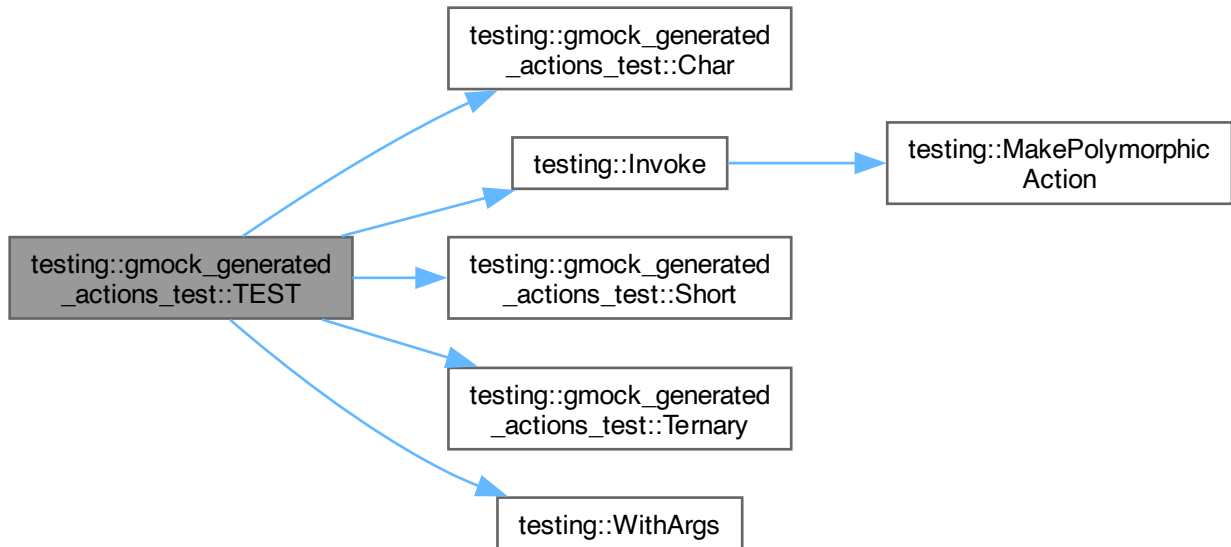 testing::gmock_generated
_actions_test::TEST
testing::gmock_generated
_actions_test::Char
testing::Invoke
testing::MakePolymorphic
Action
testing::gmock_generated
_actions_test::Short
testing::gmock_generated
_actions_test::Ternary
testing::WithArgs